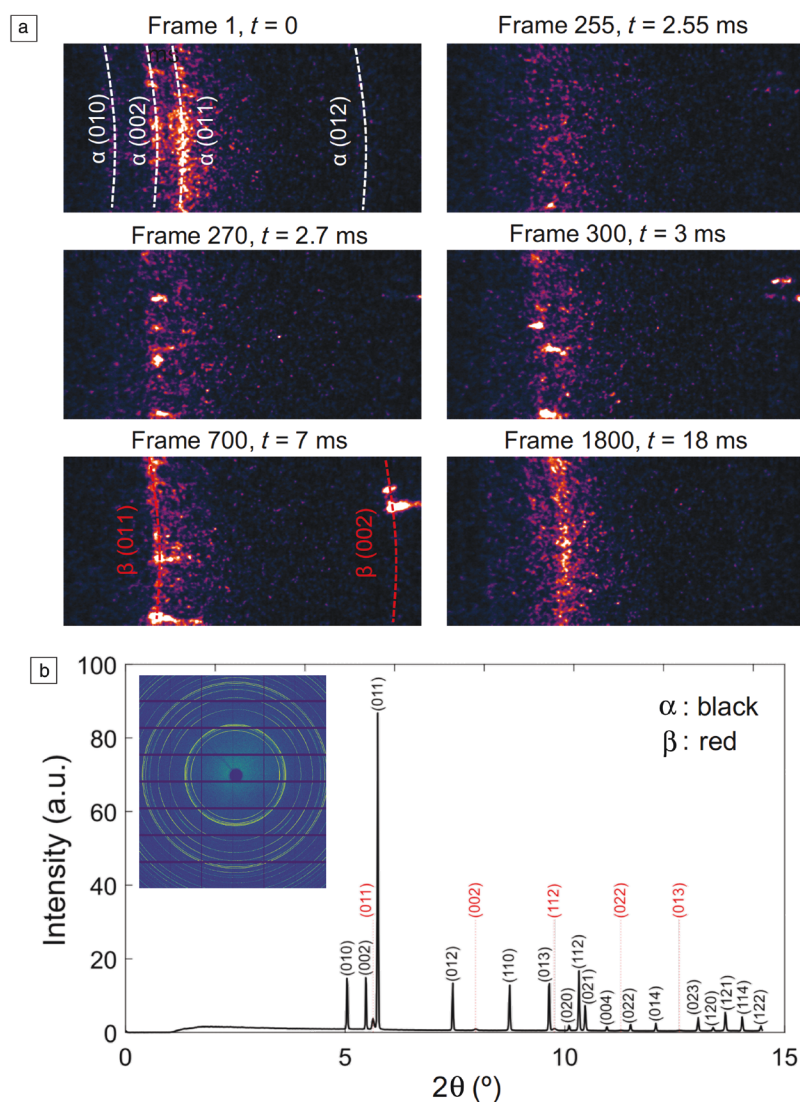 a
Frame 1, t = 0
Frame 255, t = 2.55 ms
α (010)
α (002)
α (011)
α (012)
ms
Frame 270, t = 2.7 ms
Frame 300, t = 3 ms
Frame 700, t = 7 ms
Frame 1800, t = 18 ms
β (011)
β (002)
b
100
80
60
40
20
0
Intensity (a.u.)
α : black
β : red
(010)
(002)
(011)
(011)
(012)
(002)
(110)
(013)
(112)
(020)
(112)
(021)
(004)
(022)
(022)
(014)
(013)
(023)
(120)
(121)
(114)
(122)
0
5
10
15
2θ (º)